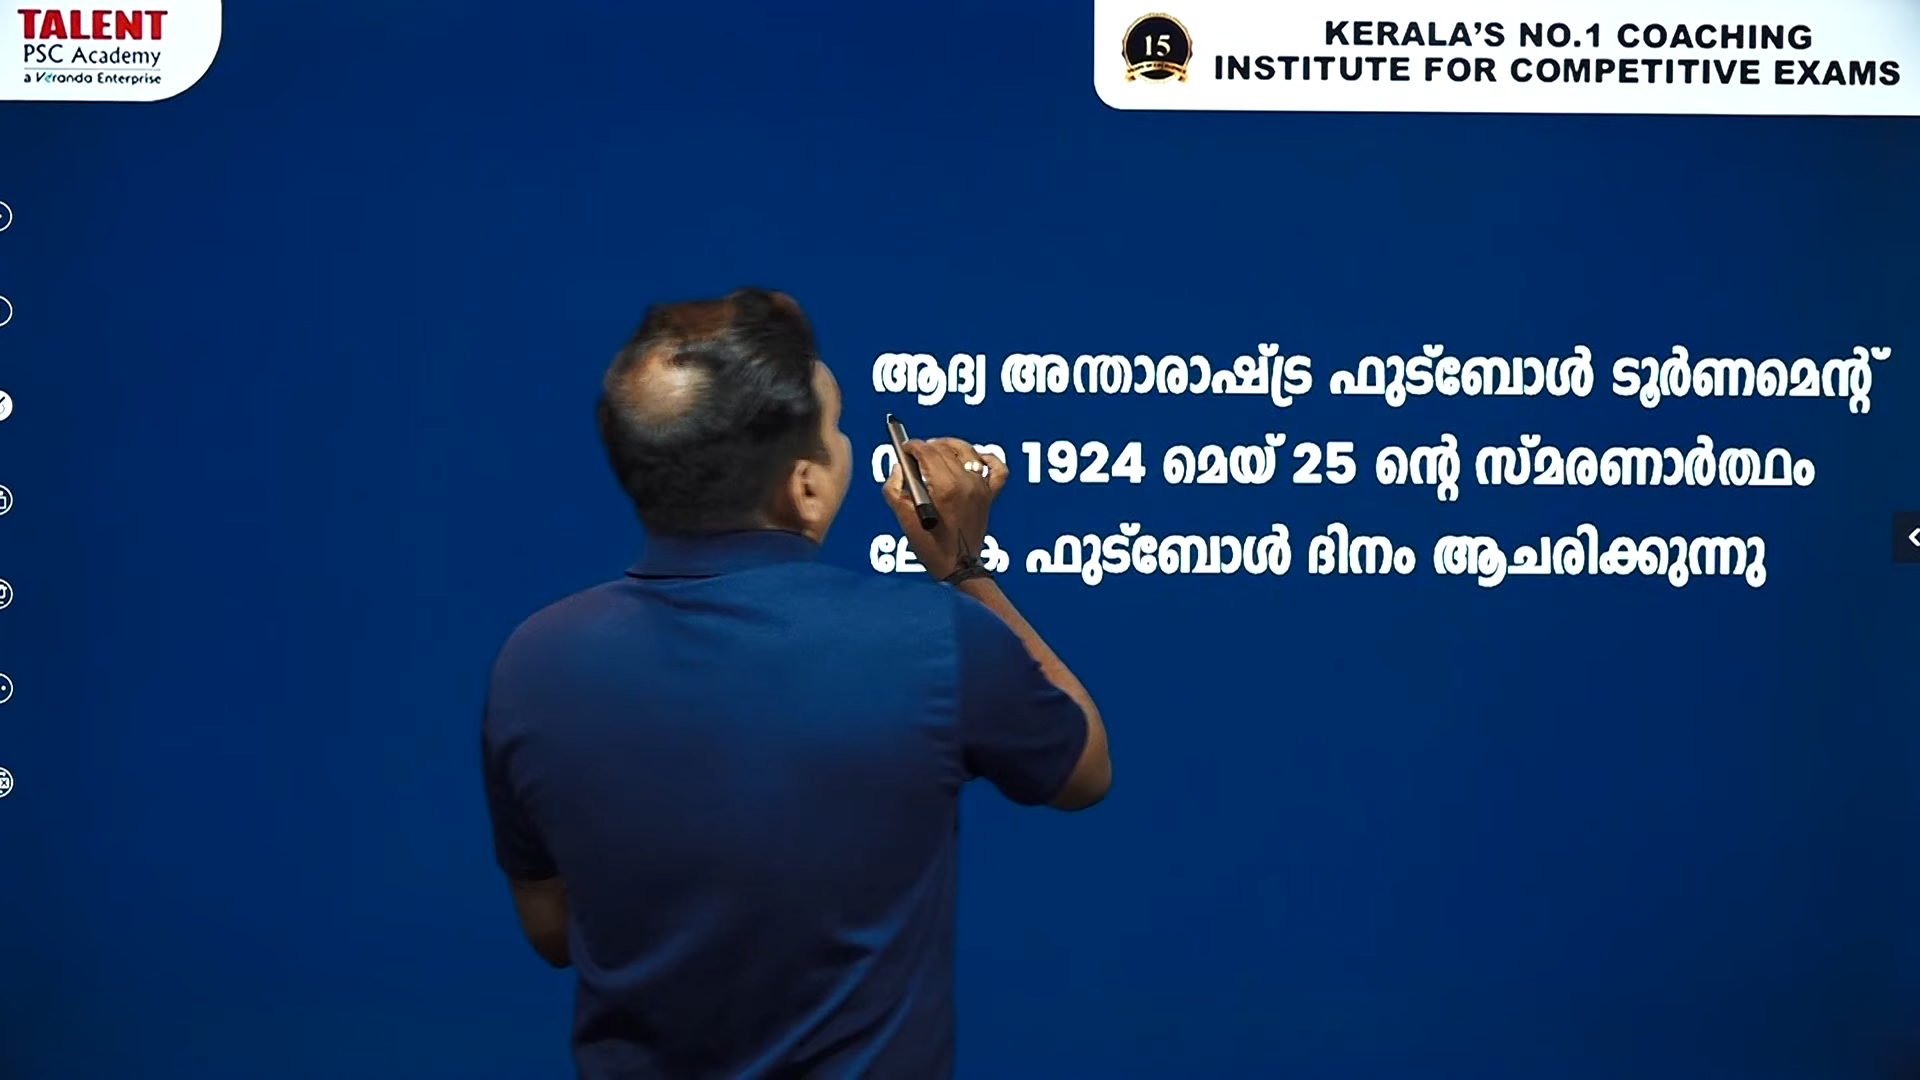 TALENT
PSC Academy
a Veranda Enterprise
15
KERALA'S NO.1 COACHING
INSTITUTE FOR COMPETITIVE EXAMS
ആദ്യ അന്താരാഷ്ട്ര ഫുട്ബോൾ ടൂർണമെന്റ്
1924 മെയ് 25 ന്റെ സ്മരണാർത്ഥം
ഫുട്ബോൾ ദിനം ആചരിക്കുന്നു